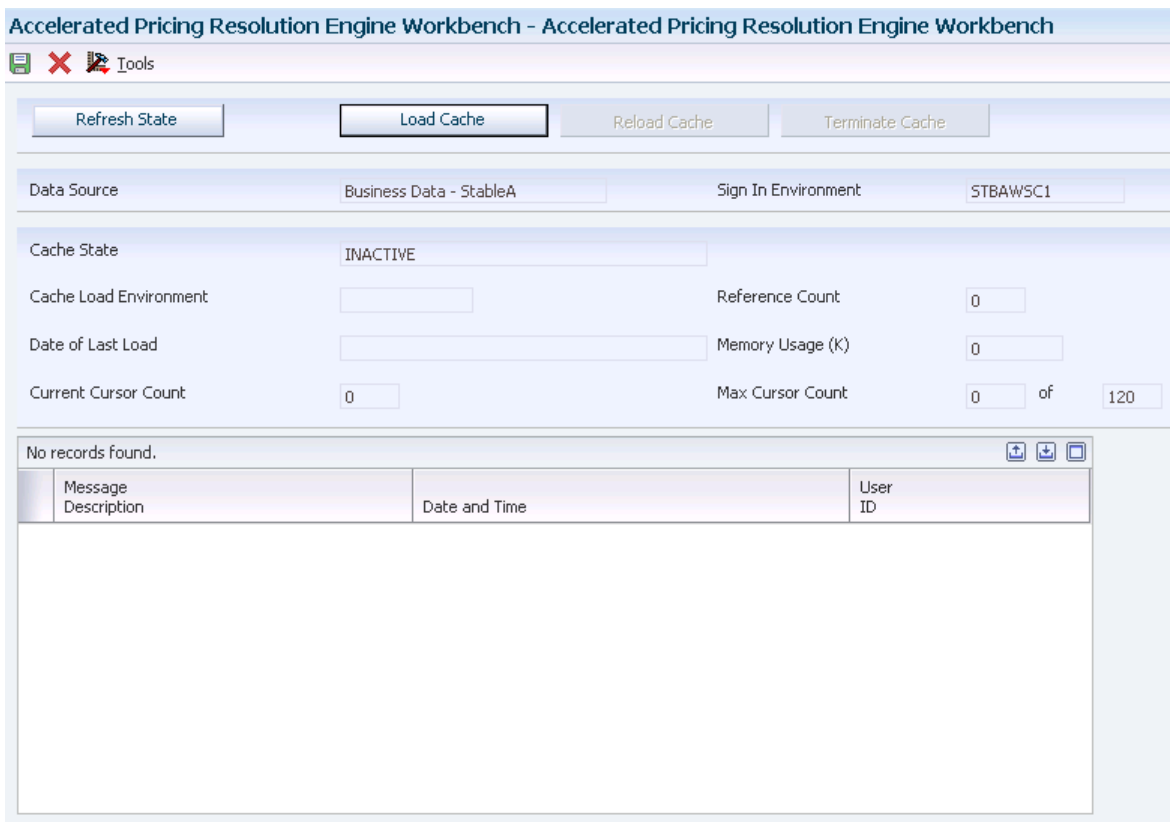 Accelerated Pricing Resolution Engine Workbench - Accelerated Pricing Resolution Engine Workbench
Tools
Refresh State Load Cache Reload Cache Terminate Cache
Data Source Business Data - StableA Sign In Environment STBAWSC1
Cache State INACTIVE
Cache Load Environment Reference Count 0
Date of Last Load Memory Usage (K) 0
Current Cursor Count 0 Max Cursor Count 0 of 120
No records found.
Message Description Date and Time User ID